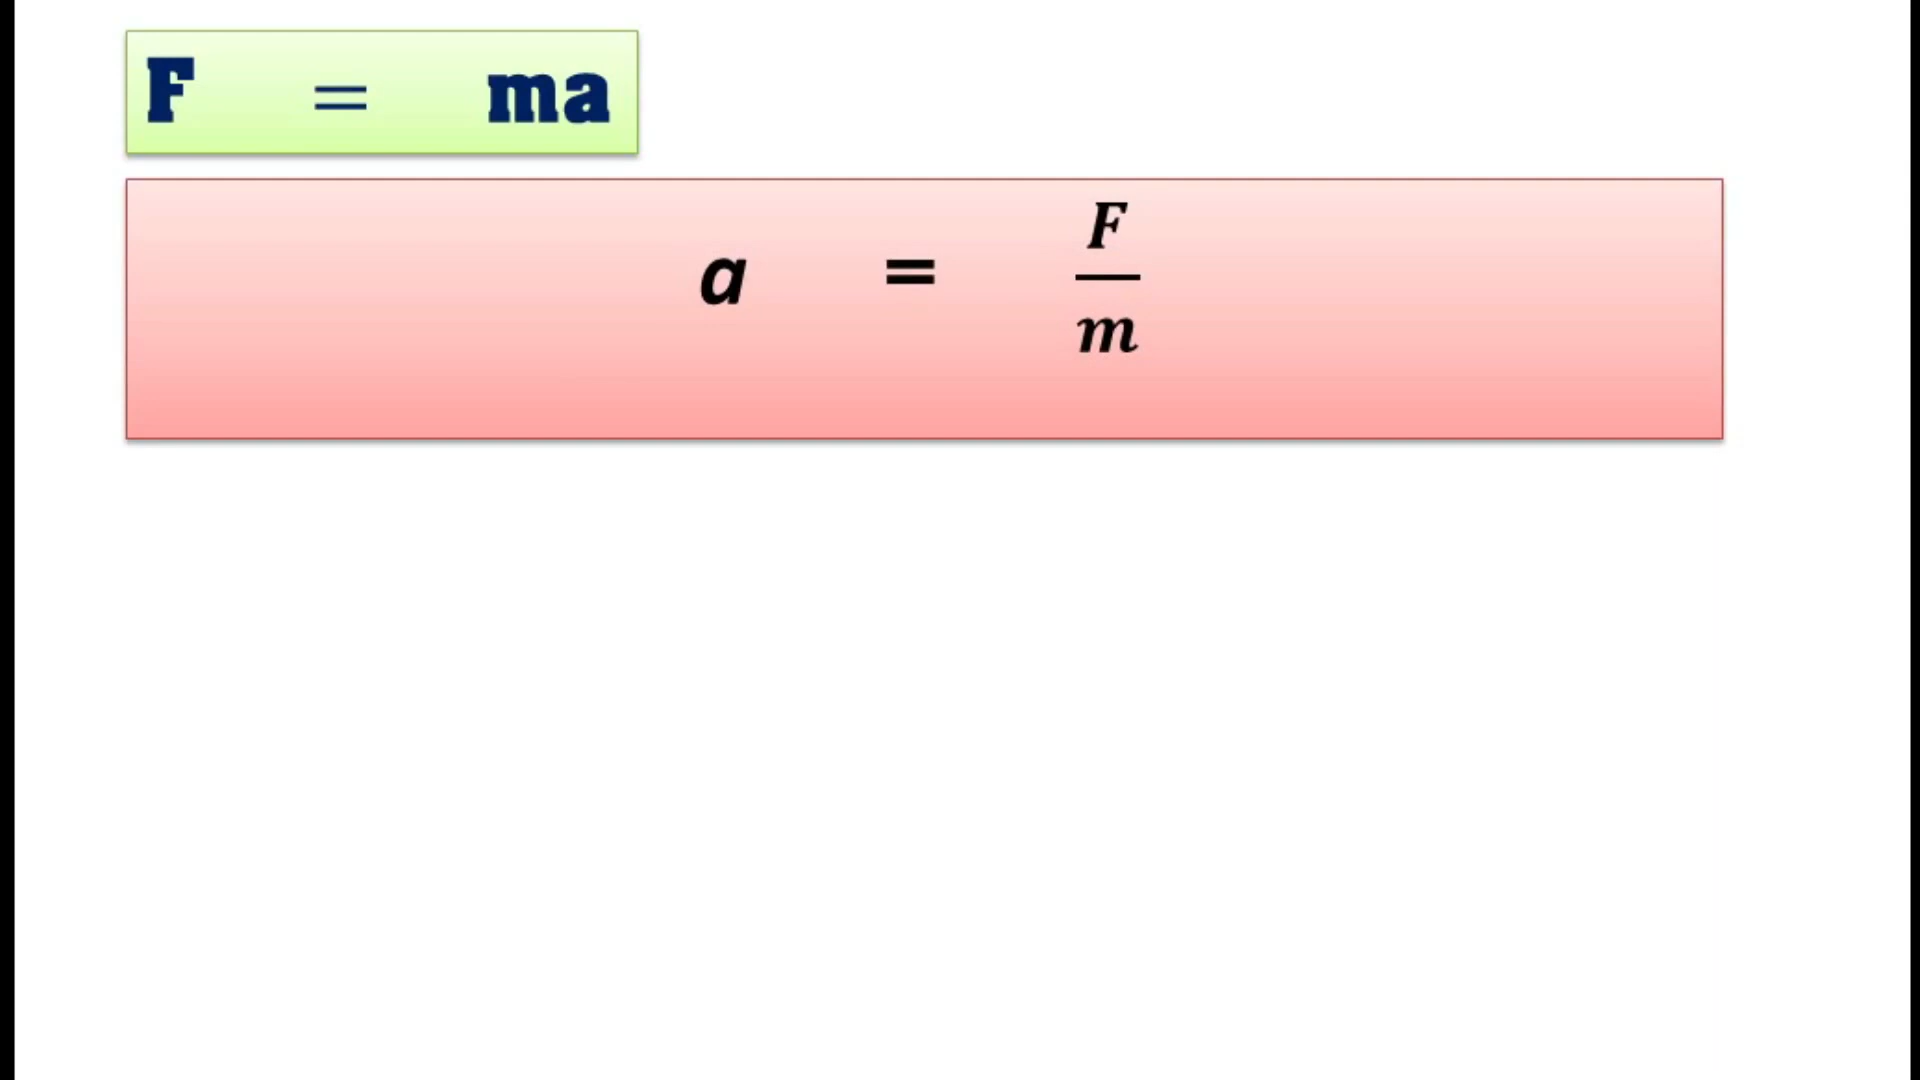 F = ma
a = F/m